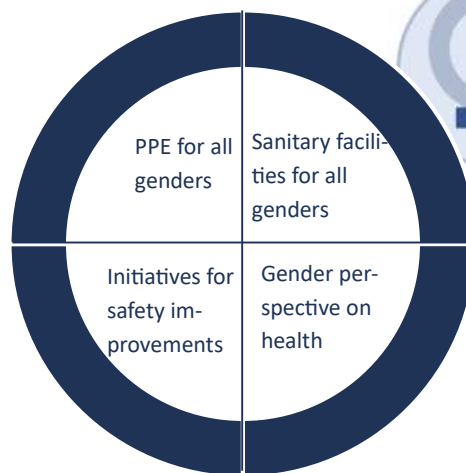 PPE for all
genders
Sanitary facili-
ties for all
genders
Initiatives for
safety im-
provements
Gender per-
spective on
health